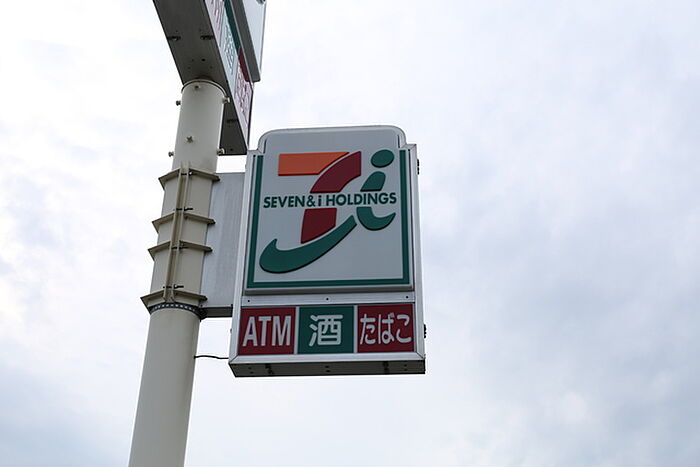 SEVEN & i HOLDINGS
ATM 酒 たばこ